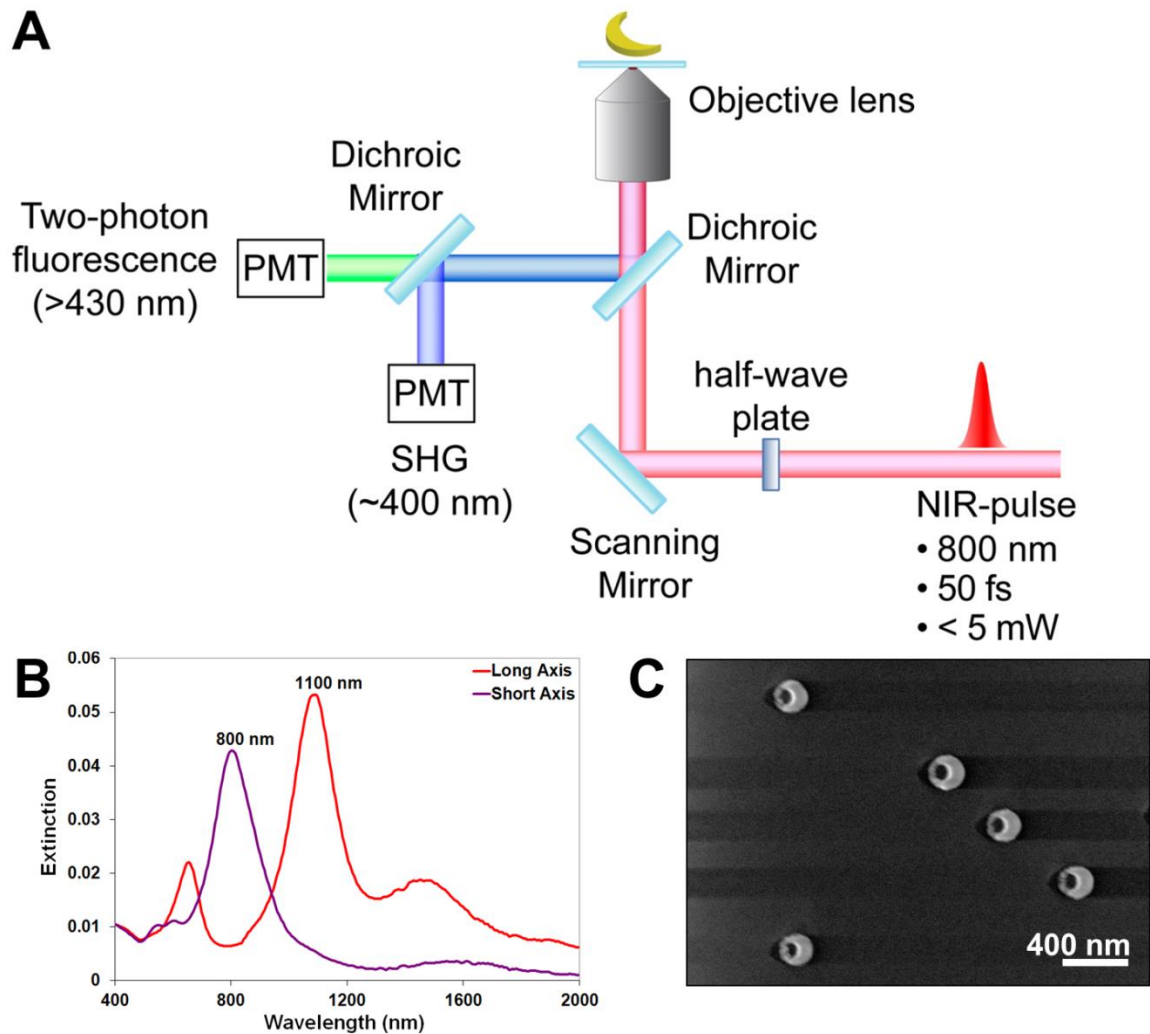 A
Objective lens
Dichroic
Mirror
Two-photon
fluorescence
(>430 nm)
PMT
Dichroic
Mirror
PMT
SHG
(~400 nm)
half-wave
plate
Scanning
Mirror
NIR-pulse
• 800 nm
• 50 fs
• < 5 mW
B
0.06
0.05
0.04
0.03
0.02
0.01
0
Extinction
1100 nm
800 nm
Long Axis
Short Axis
400
800
1200
1600
2000
Wavelength (nm)
C
400 nm